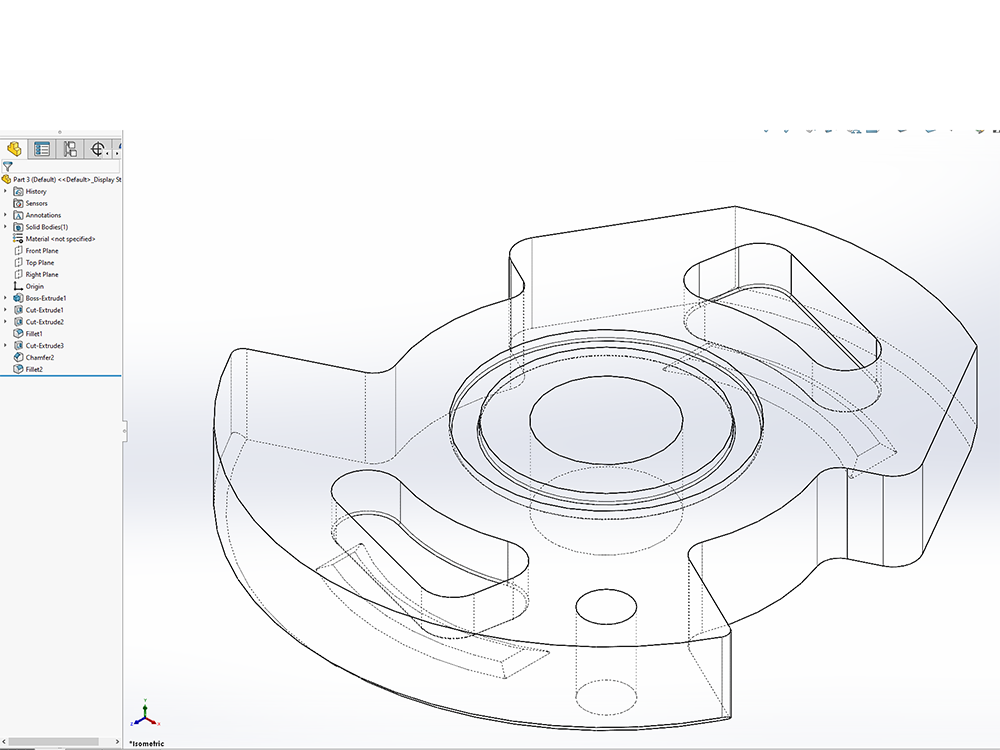 Part 3 (Default) <<Default>_Display St
History
Sensors
Annotations
Solid Bodies(1)
Material <not specified>
Front Plane
Top Plane
Right Plane
Origin
Boss-Extrude1
Cut-Extrude1
Cut-Extrude2
Fillet1
Cut-Extrude3
Chamfer2
Fillet2
Y
Z
X
*Isometric